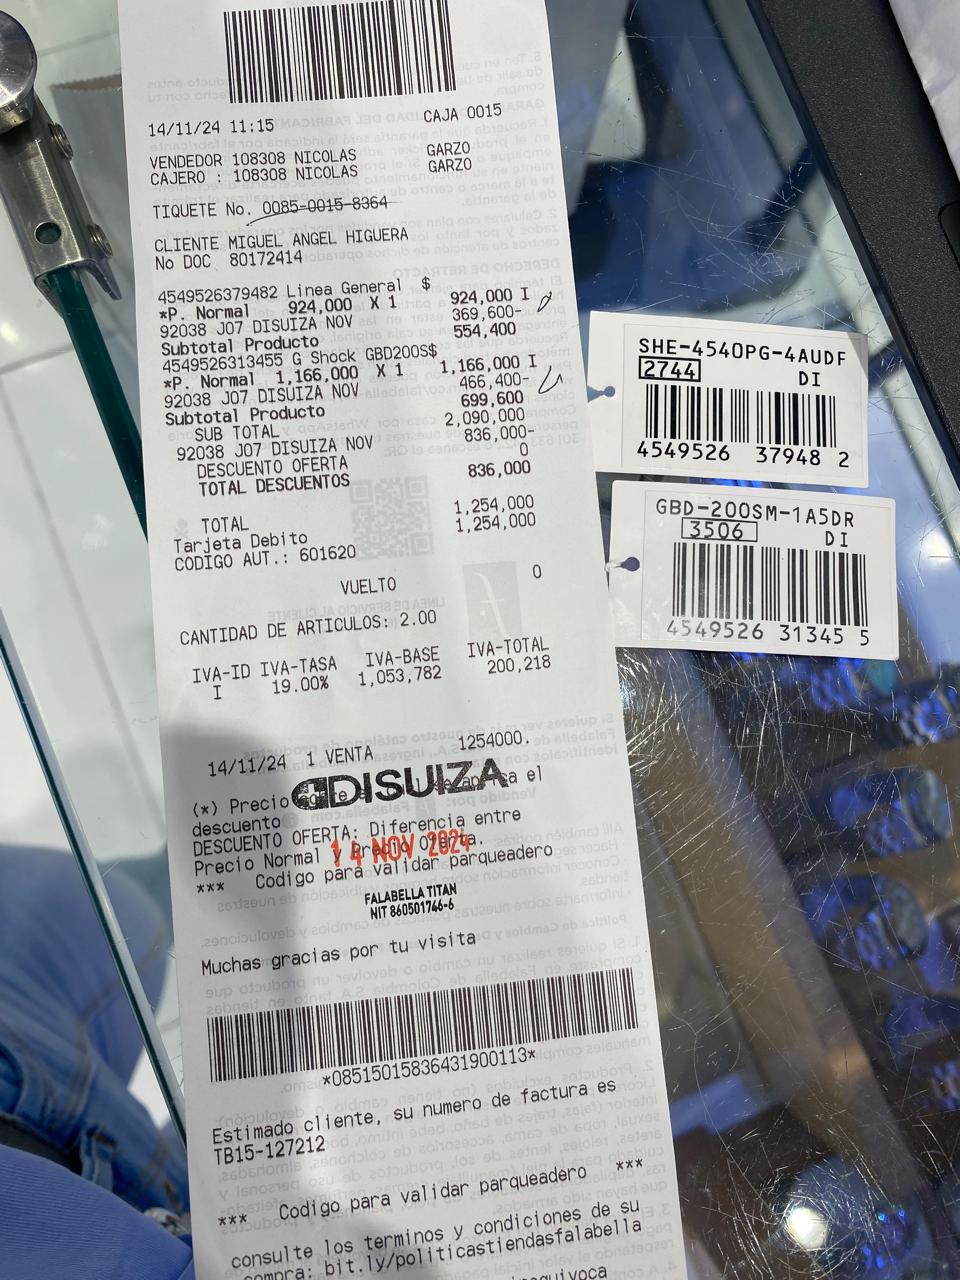 14/11/24 11:15 CAJA 0015
VENDEDOR 108308 NICOLAS GARZO
CAJERO : 108308 NICOLAS GARZO
TIQUETE No. 0085-0015-8364
CLIENTE MIGUEL ANGEL HIGUERA
No DOC 80172414
4549526379482 Linea General $
*P. Normal 924,000 X 1 924,000 I
92038 J07 DISUIZA NOV 369,600-
Subtotal Producto 554,400
4549526313455 G Shock GBD200S$
*P. Normal 1,166,000 X 1 1,166,000 I
92038 J07 DISUIZA NOV 466,400-
Subtotal Producto 699,600
SUB TOTAL 2,090,000
92038 J07 DISUIZA NOV 836,000-
DESCUENTO OFERTA 0
TOTAL DESCUENTOS 836,000
TOTAL 1,254,000
Tarjeta Debito 1,254,000
CODIGO AUT.: 601620
VUELTO 0
CANTIDAD DE ARTICULOS: 2.00
IVA-ID IVA-TASA IVA-BASE IVA-TOTAL
I 19.00% 1,053,782 200,218
14/11/24 1 VENTA 1254000.
DISUIZA
(*) Precio el
descuento
DESCUENTO OFERTA: Diferencia entre
14 NOV 2024
Precio Normal y Precio Oferta.
*** Codigo para validar parqueadero
FALABELLA TITAN
NIT 860501746-6
Muchas gracias por tu visita
*08515015836431900113*
Estimado cliente, su numero de factura es
TB15-127212
*** Codigo para validar parqueadero ***
consulte los terminos y condiciones de su
compra: bit.ly/politicastiendasfalabella
SHE-4540PG-4AUDF
2744 DI
4549526 37948 2
GBD-200SM-1A5DR
3506 DI
4549526 31345 5